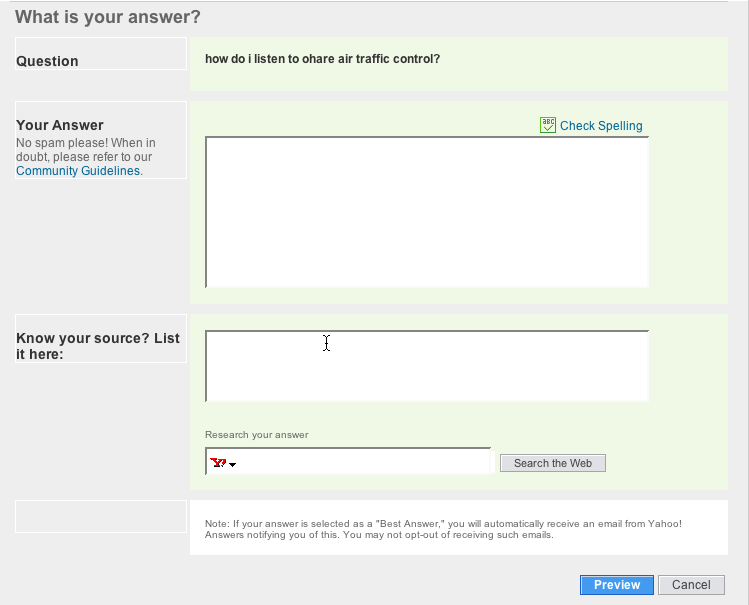 What is your answer?
Question
how do i listen to ohare air traffic control?
Your Answer
No spam please! When in
doubt, please refer to our
Community Guidelines.
ABC
Check Spelling
Know your source? List
it here:
Research your answer
Y?
Search the Web
Note: If your answer is selected as a "Best Answer," you will automatically receive an email from Yahoo!
Answers notifying you of this. You may not opt-out of receiving such emails.
Preview
Cancel